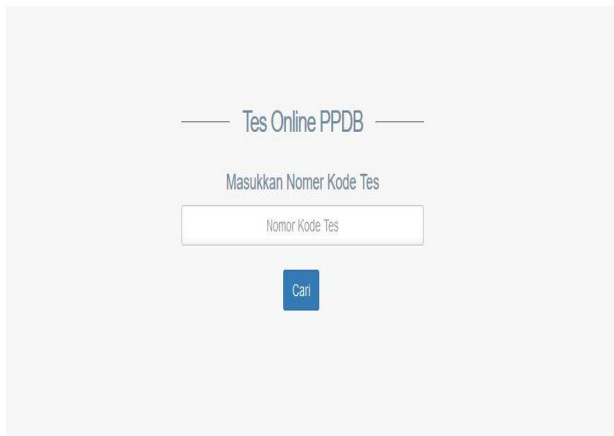 Tes Online PPDB
Masukkan Nomer Kode Tes
Nomor Kode Tes
Cari